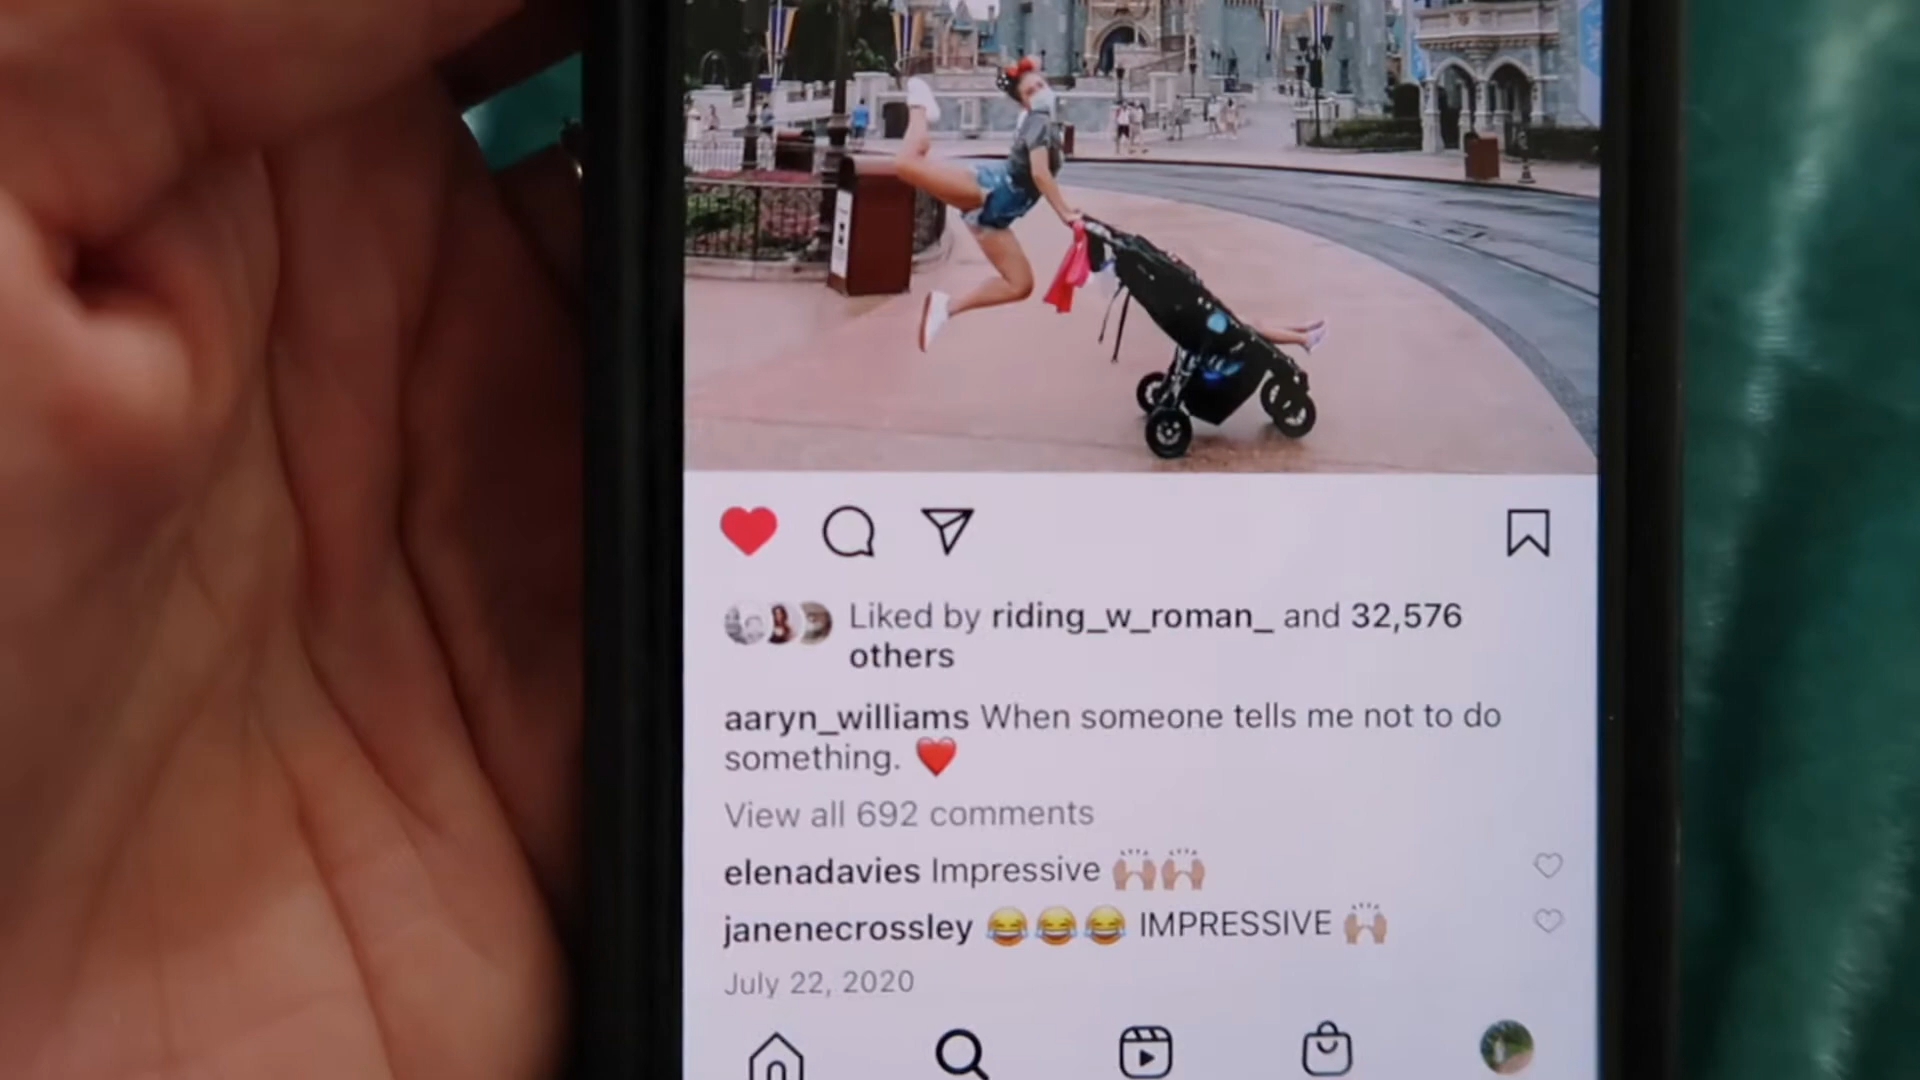 Liked by riding_w_roman_ and 32,576
others
aaryn_williams When someone tells me not to do
something. ❤️
View all 692 comments
elenadavies Impressive 🙌🏽🙌🏽
janenecrossley 😂😂😂 IMPRESSIVE 🙌🏽
July 22, 2020